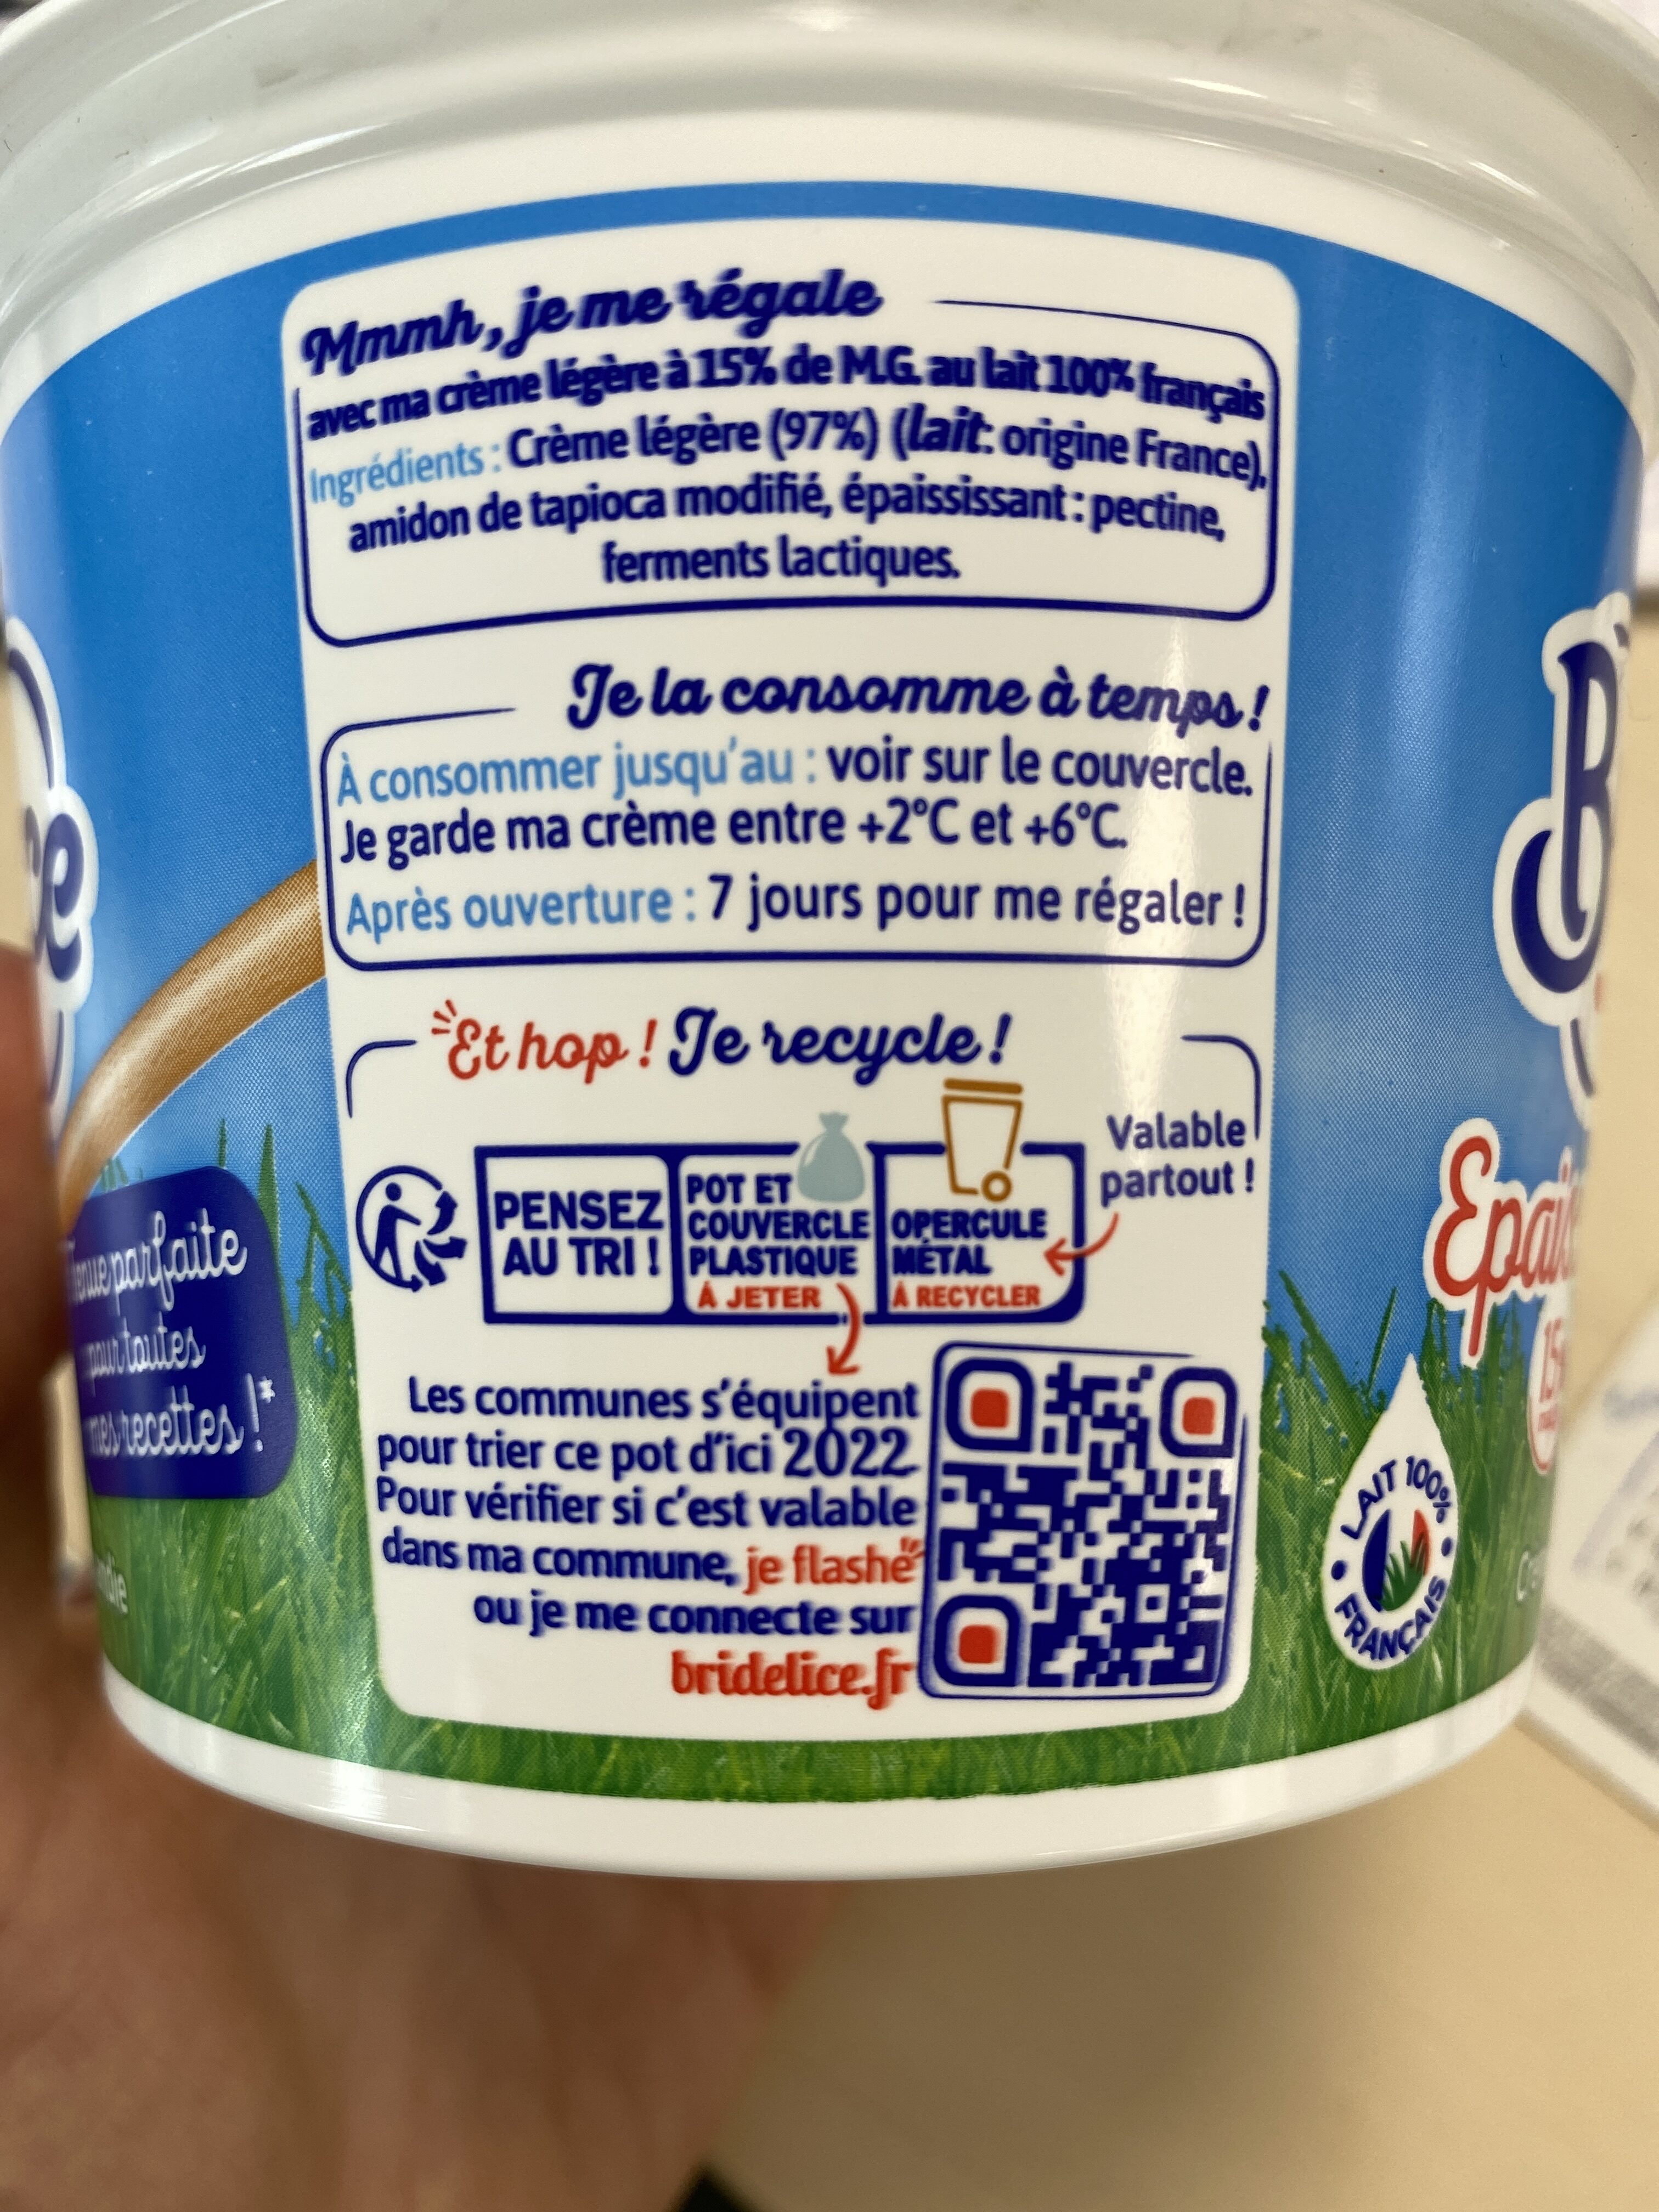 Mmmh, je me régale
avec ma crème légère à 15% de M.G. au lait 100% français
Ingrédients : Crème légère (97%) (lait: origine France),
amidon de tapioca modifié, épaississant : pectine,
ferments lactiques.
Je la consomme à temps !
À consommer jusqu'au : voir sur le couvercle.
Je garde ma crème entre +2°C et +6°C.
Après ouverture : 7 jours pour me régaler !
Et hop ! Je recycle !
Valable
partout !
PENSEZ
AU TRI !
POT ET
COUVERCLE
PLASTIQUE
À JETER
OPERCULE
MÉTAL
À RECYCLER
Les communes s'équipent
pour trier ce pot d'ici 2022.
Pour vérifier si c'est valable
dans ma commune, je flashe
ou je me connecte sur
bridelice.fr
parfaite
pour toutes
mes recettes !*
LAIT 100%
FRANÇAIS